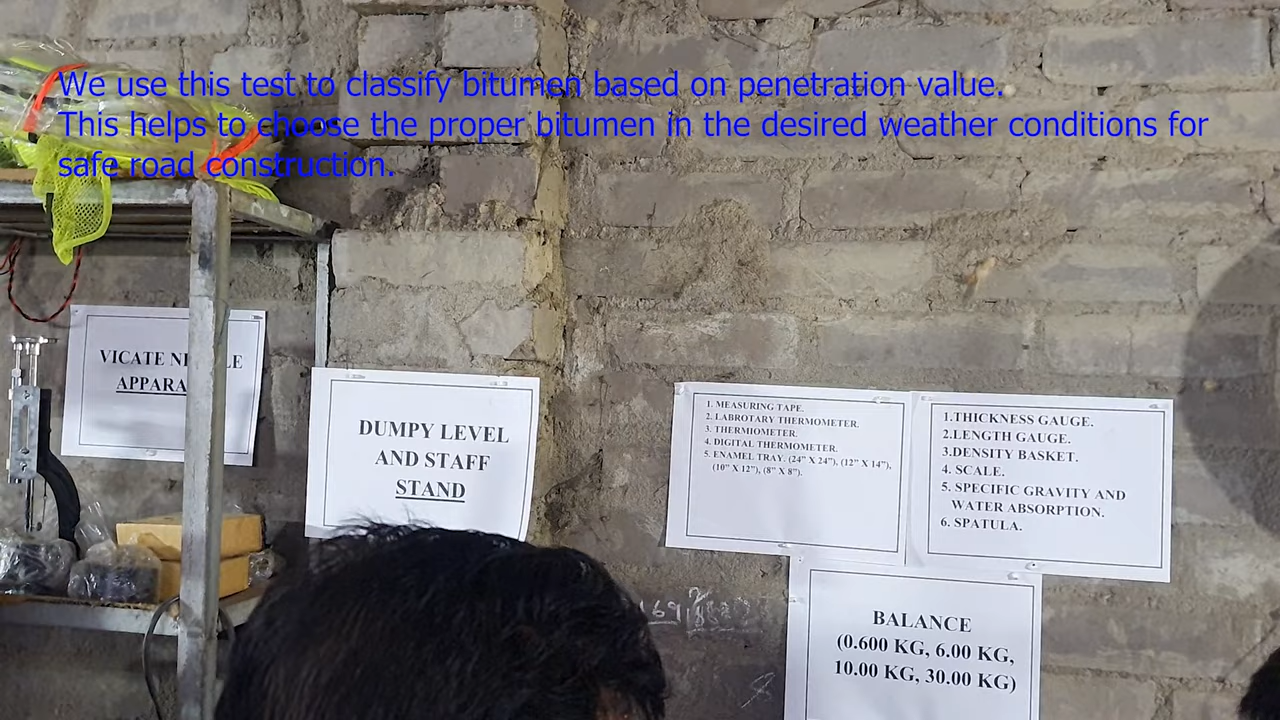 We use this test to classify bitumen based on penetration value.
This helps to choose the proper bitumen in the desired weather conditions for
safe road construction.
VICATE
DUMPY LEVEL
AND STAFF
STAND
1. MEASURING TAPE.
2. LABROTARY THERMOMETER.
3. THERMOMETER.
4. DIGITAL THERMOMETER.
5. ENAMEL TRAY. (24" X 24"), (12" X 14"),
(10" X 12"), (8" X 8").
1.THICKNESS GAUGE.
2.LENGTH GAUGE.
3.DENSITY BASKET.
4. SCALE.
5. SPECIFIC GRAVITY AND
WATER ABSORPTION.
6. SPATULA.
BALANCE
(0.600 KG, 6.00 KG,
10.00 KG, 30.00 KG)